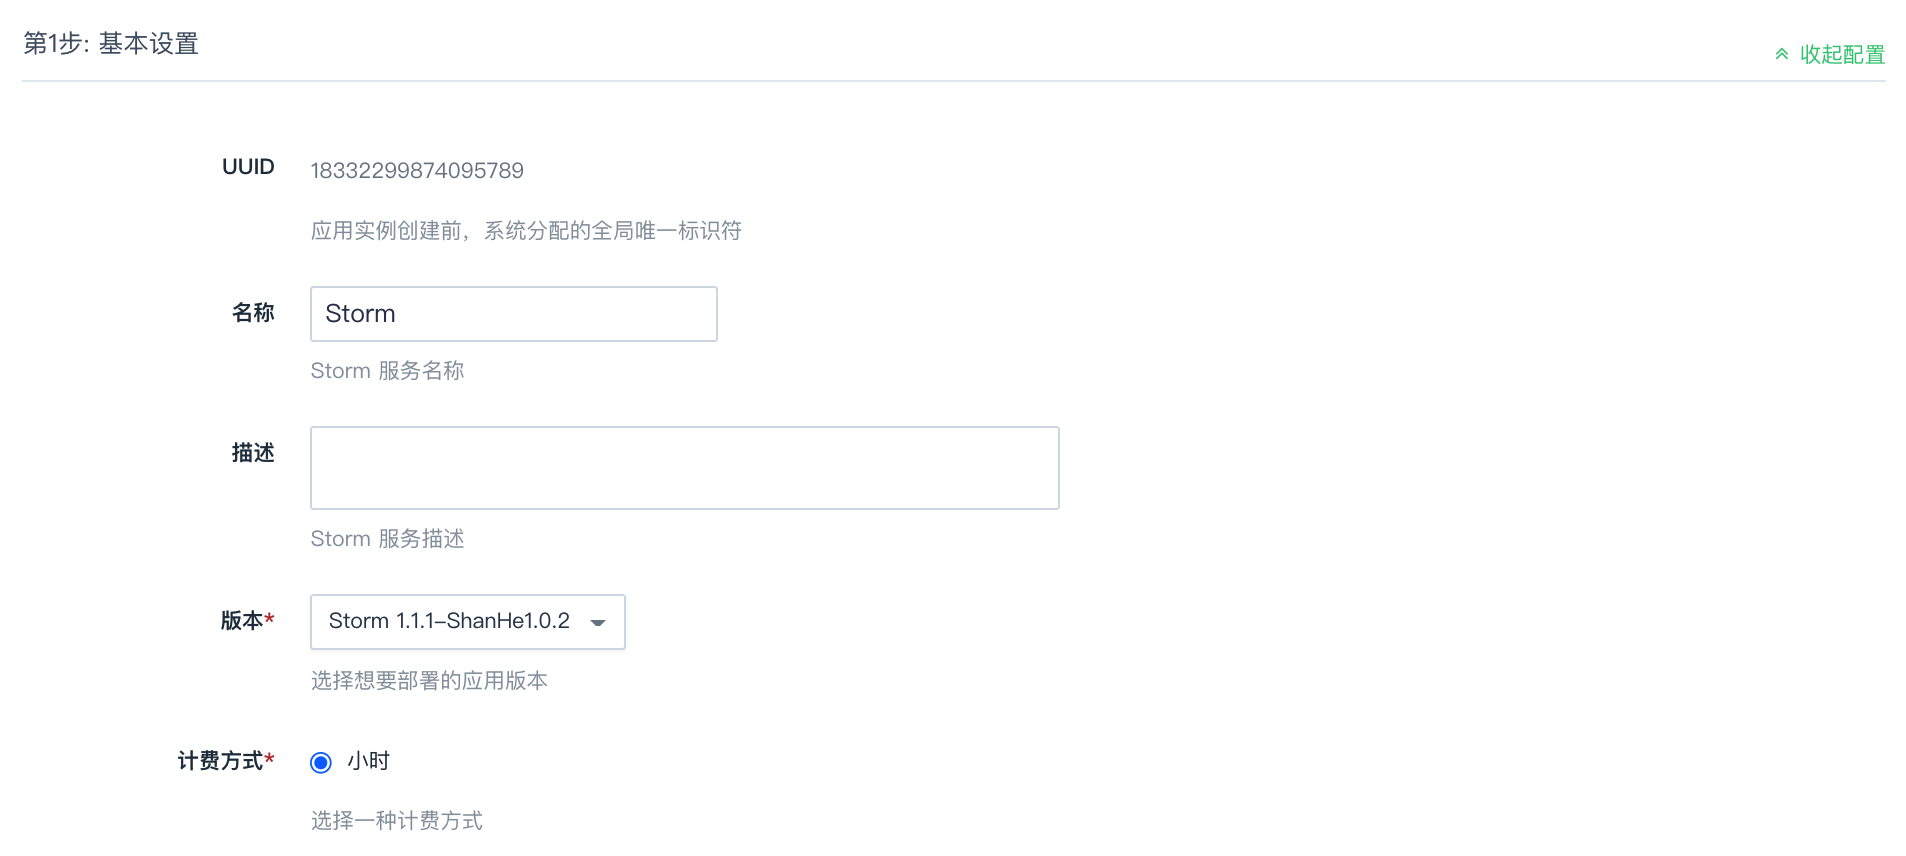 第1步: 基本设置
收起配置
UUID
18332299874095789
应用实例创建前，系统分配的全局唯一标识符
名称
Storm
Storm 服务名称
描述
Storm 服务描述
版本*
Storm 1.1.1-ShanHe1.0.2
选择想要部署的应用版本
计费方式*
小时
选择一种计费方式